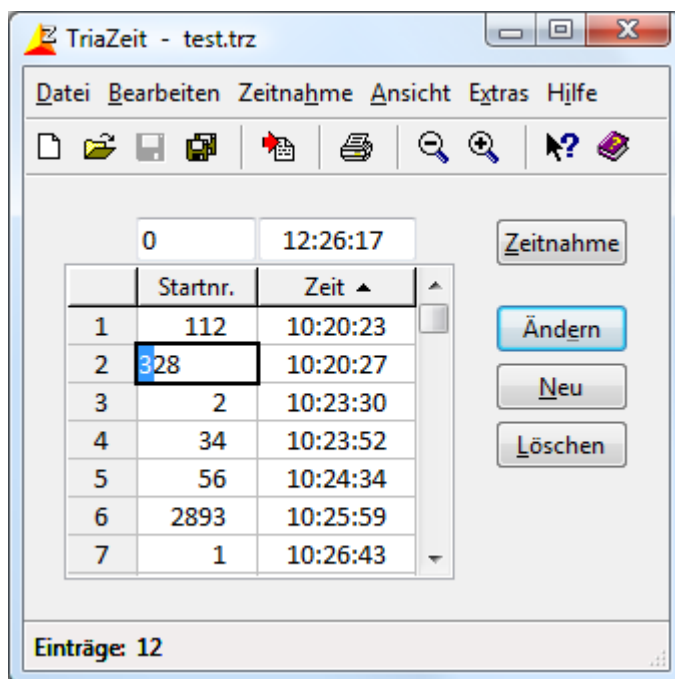 TriaZeit - test.trz
Datei Bearbeiten Zeitnahme Ansicht Extras Hilfe
0 12:26:17 Zeitnahme
Startnr. Zeit
1 112 10:20:23 Ändern
2 328 10:20:27
3 2 10:23:30 Neu
4 34 10:23:52 Löschen
5 56 10:24:34
6 2893 10:25:59
7 1 10:26:43
Einträge: 12